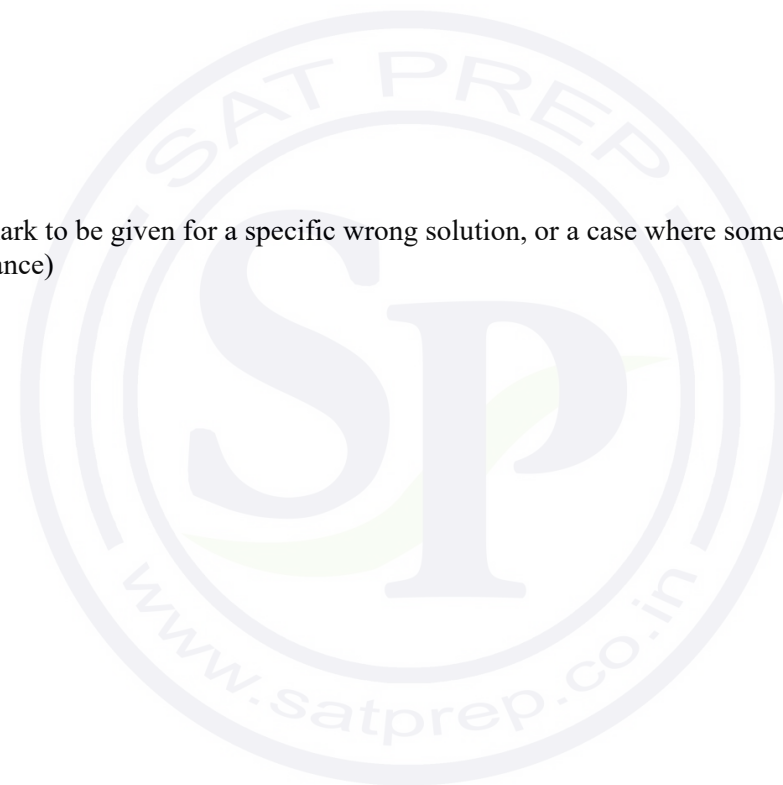 SAT PREP
ark to be given for a specific wrong solution, or a case where some
ance)
SP
www.satprep.co.in